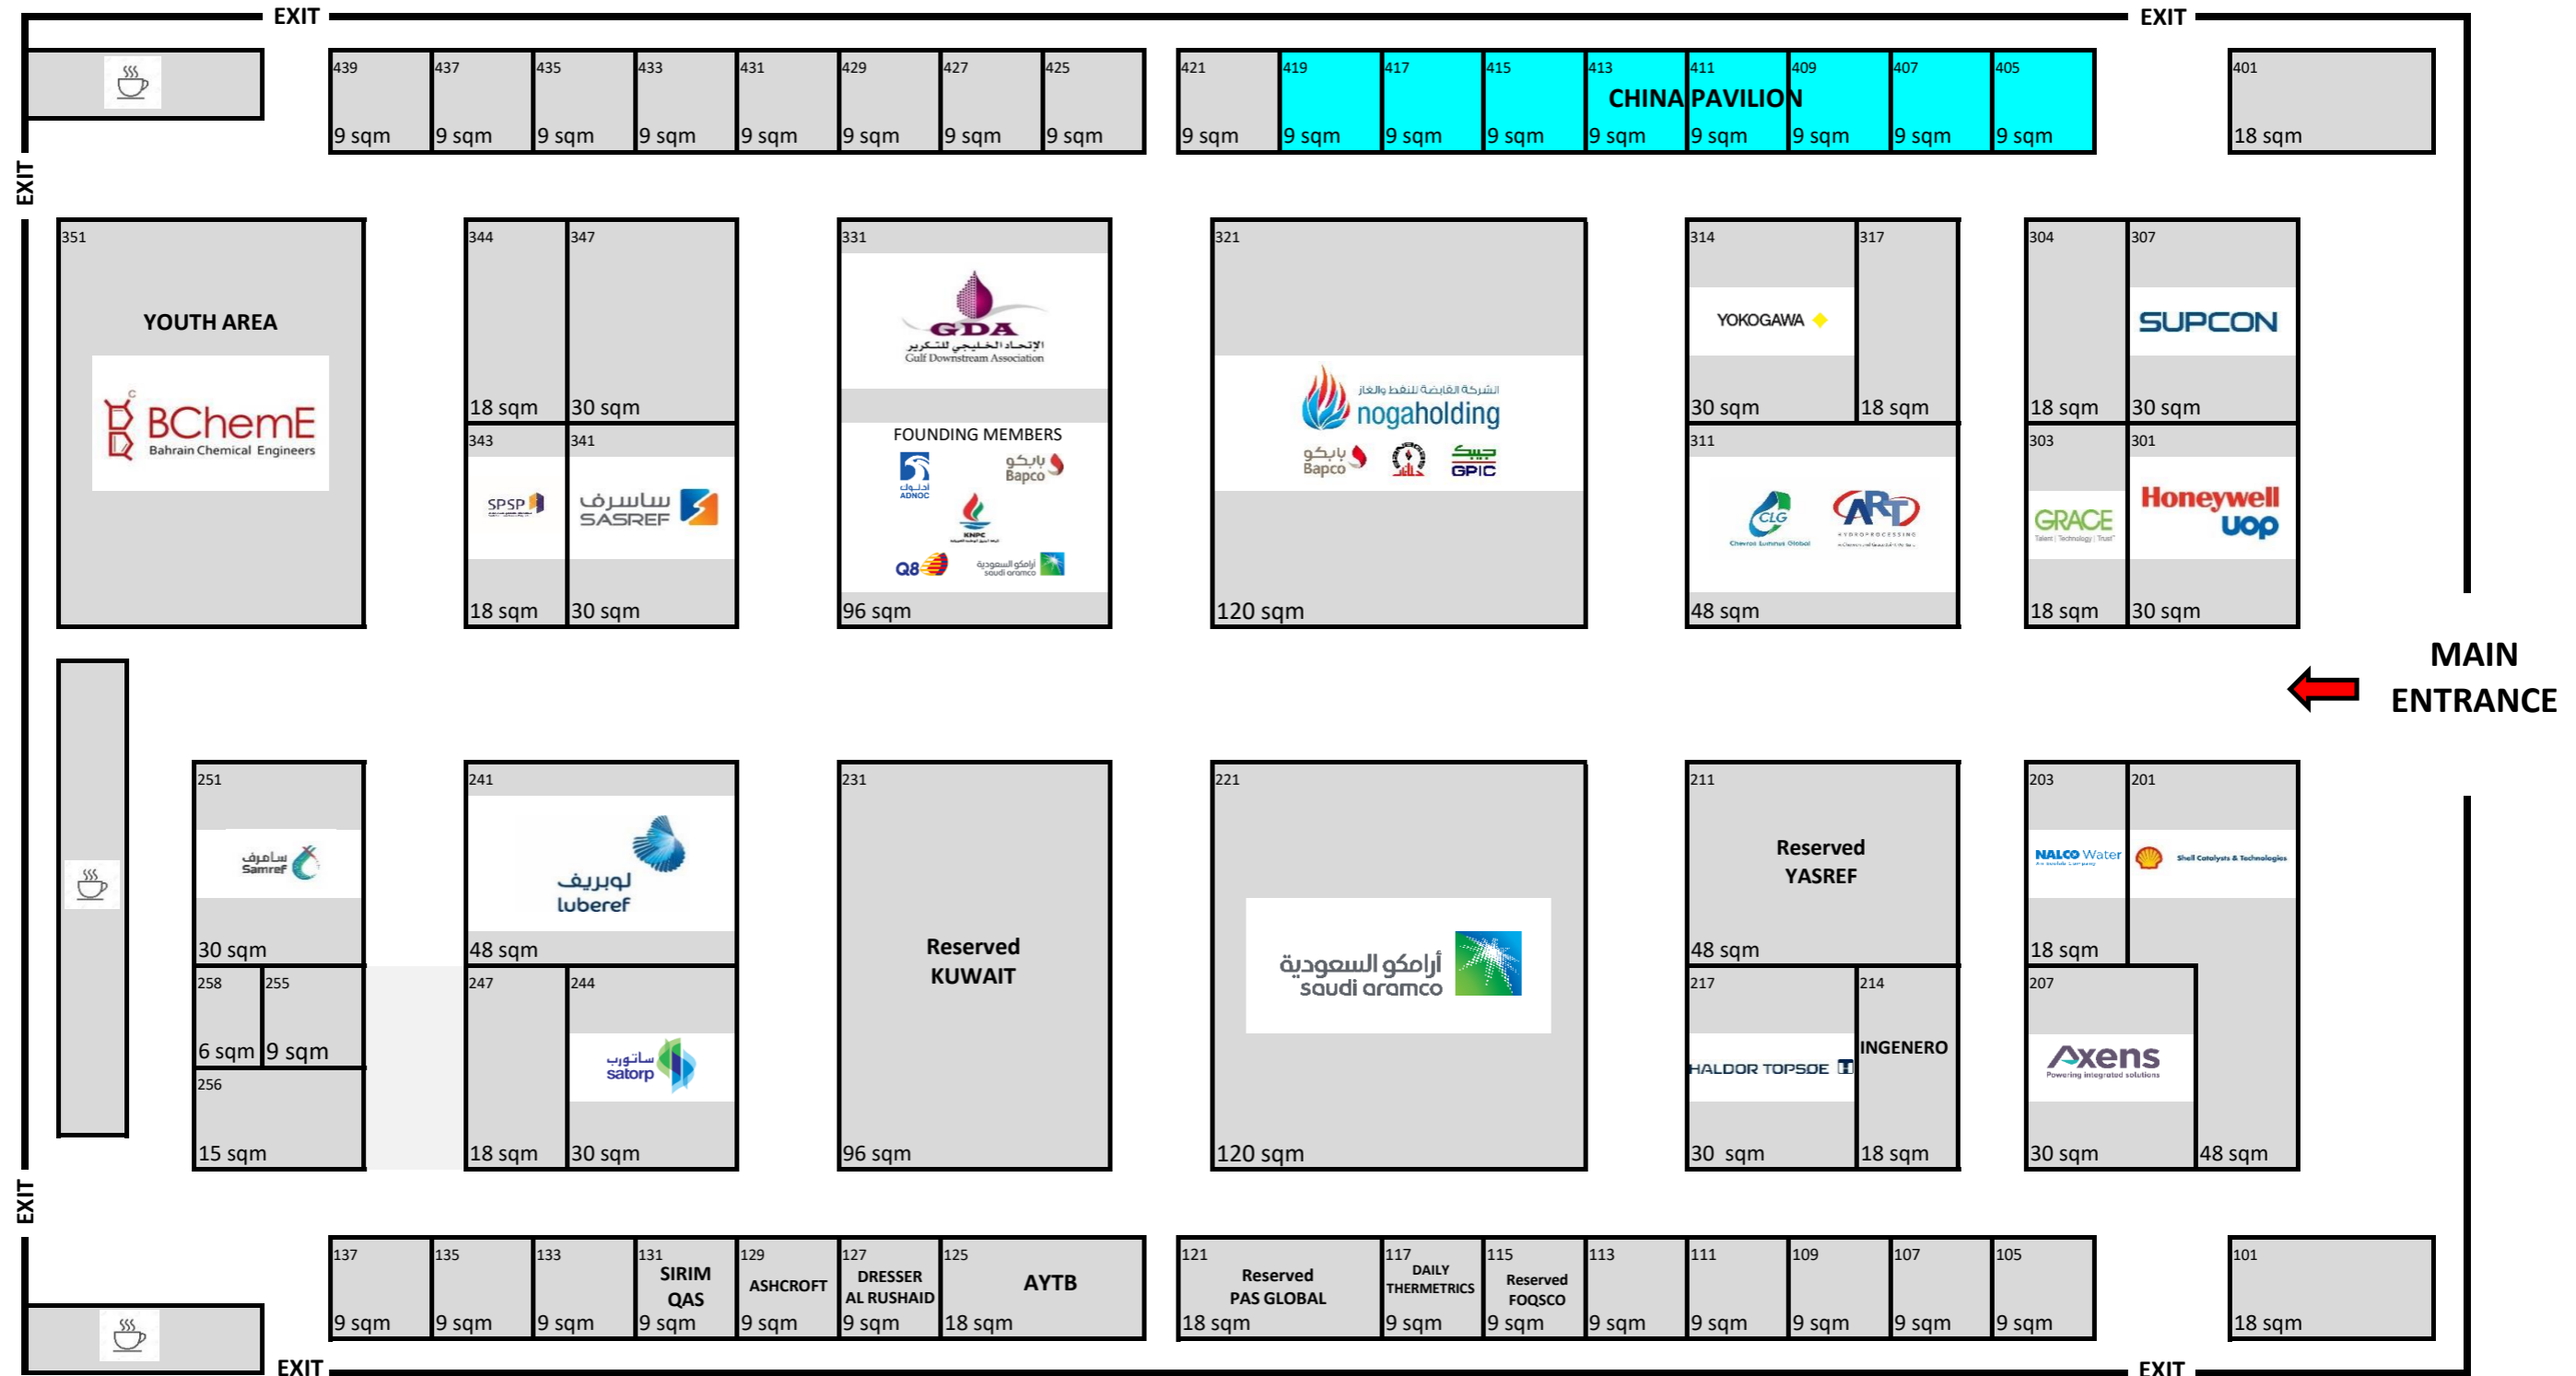 EXIT
EXIT
439 437 435 433 431 429 427 425
9 sqm 9 sqm 9 sqm 9 sqm 9 sqm 9 sqm 9 sqm 9 sqm
421 419 417 415 413 411 409 407 405
CHINA PAVILION
9 sqm 9 sqm 9 sqm 9 sqm 9 sqm 9 sqm 9 sqm 9 sqm 9 sqm
401
18 sqm
EXIT
351
YOUTH AREA
C
BChemE
Bahrain Chemical Engineers
344
18 sqm
347
30 sqm
343
SPSP
18 sqm
341
ساسرف
SASREF
30 sqm
331
GDA
الإتحاد الخليجي للتكرير
Gulf Downstream Association
FOUNDING MEMBERS
أدنوك
ADNOC
بابكو
Bapco
KNPC
Q8
أرامكو السعودية
saudi aramco
96 sqm
321
الشركة القابضة للنفط والغاز
nogaholding
بابكو
Bapco
جيبك
GPIC
120 sqm
314
YOKOGAWA
30 sqm
317
18 sqm
311
CLG
Chevron Lummus Global
ART
HYDROPROCESSING
48 sqm
304
18 sqm
307
SUPCON
30 sqm
303
GRACE
Talent | Technology | Trust™
18 sqm
301
Honeywell
UOP
30 sqm
MAIN
ENTRANCE
251
سامرف
Samref
30 sqm
258
6 sqm
255
9 sqm
256
15 sqm
241
لوبريف
luberef
48 sqm
247
18 sqm
244
ساتورب
satorp
30 sqm
231
Reserved
KUWAIT
96 sqm
221
أرامكو السعودية
saudi aramco
120 sqm
211
Reserved
YASREF
48 sqm
217
HALDOR TOPSOE
30 sqm
214
INGENERO
18 sqm
203
NALCO Water
An Ecolab Company
18 sqm
201
Shell Catalysts & Technologies
48 sqm
207
Axens
Powering integrated solutions
30 sqm
EXIT
137
9 sqm
135
9 sqm
133
9 sqm
131
SIRIM
QAS
9 sqm
129
ASHCROFT
9 sqm
127
DRESSER
AL RUSHAID
9 sqm
125
AYTB
18 sqm
121
Reserved
PAS GLOBAL
18 sqm
117
DAILY
THERMETRICS
9 sqm
115
Reserved
FOQSCO
9 sqm
113
9 sqm
111
9 sqm
109
9 sqm
107
9 sqm
105
9 sqm
101
18 sqm
EXIT
EXIT